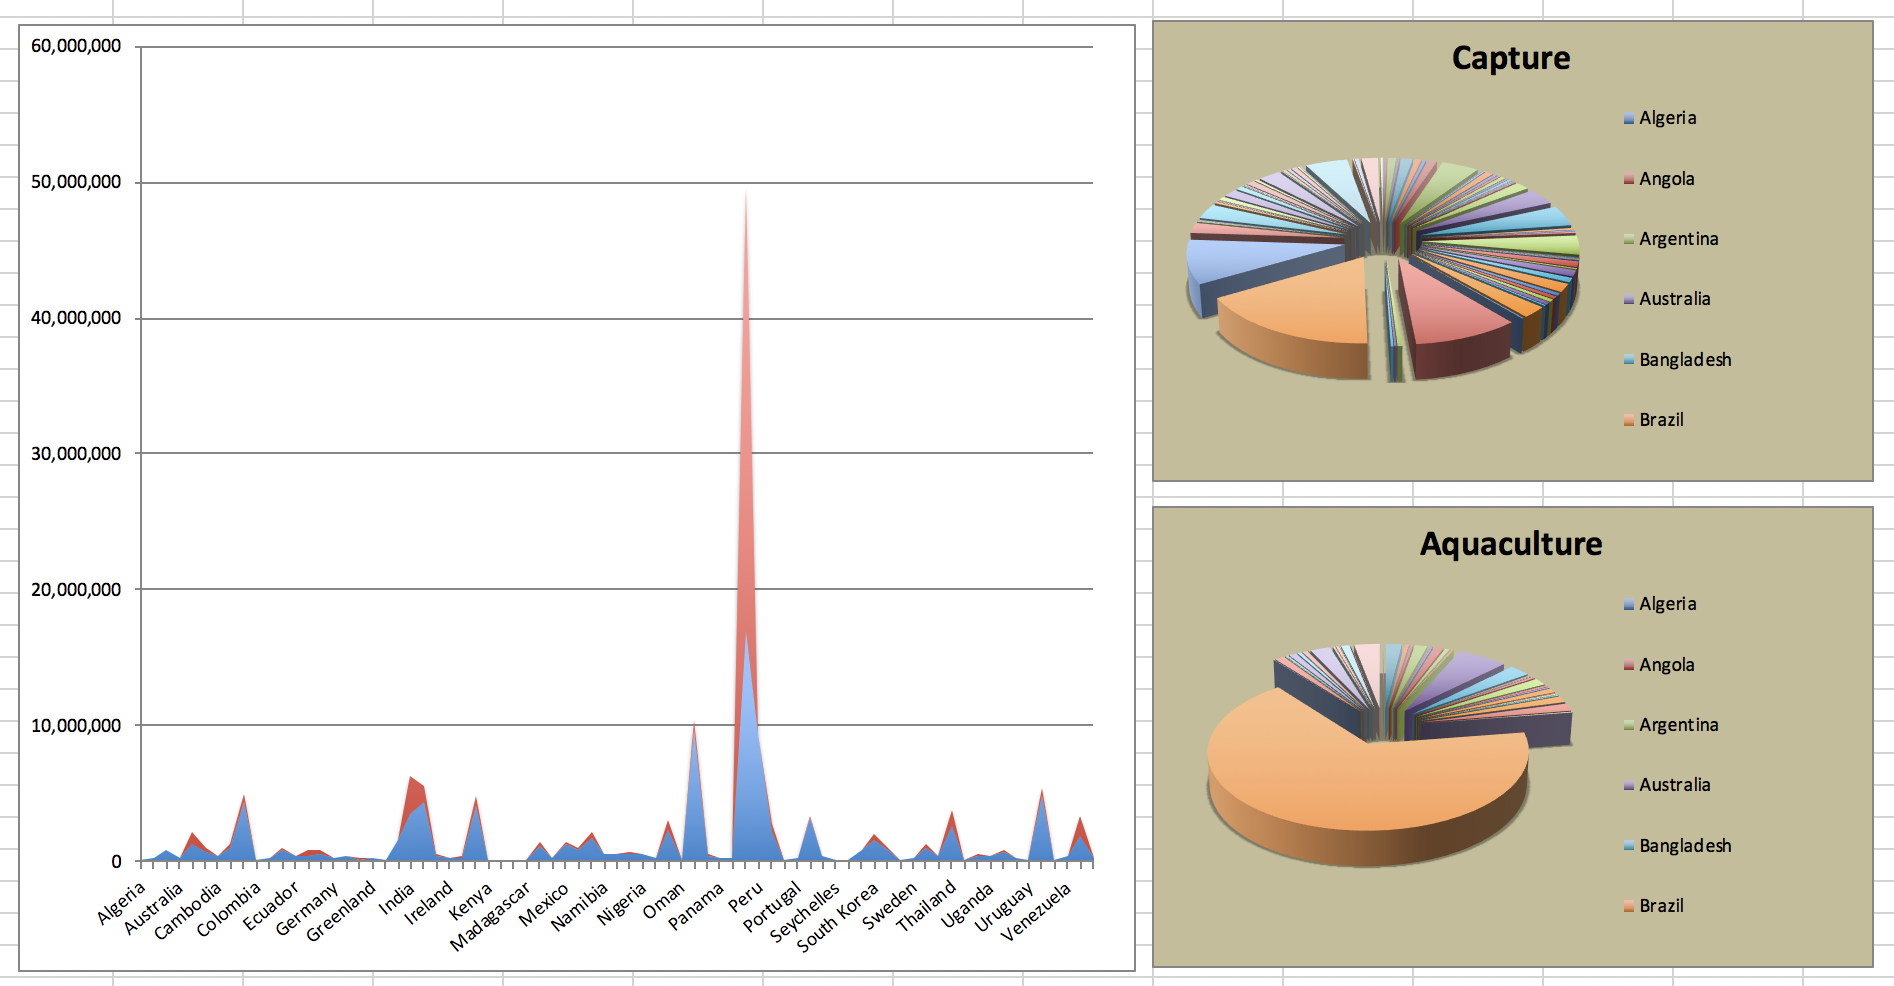 60,000,000
50,000,000
40,000,000
30,000,000
20,000,000
10,000,000
0
Algeria
Australia
Cambodia
Colombia
Ecuador
Germany
Greenland
India
Ireland
Kenya
Madagascar
Mexico
Namibia
Nigeria
Oman
Panama
Peru
Portugal
Seychelles
South Korea
Sweden
Thailand
Uganda
Uruguay
Venezuela
Capture
Algeria
Angola
Argentina
Australia
Bangladesh
Brazil
Aquaculture
Algeria
Angola
Argentina
Australia
Bangladesh
Brazil